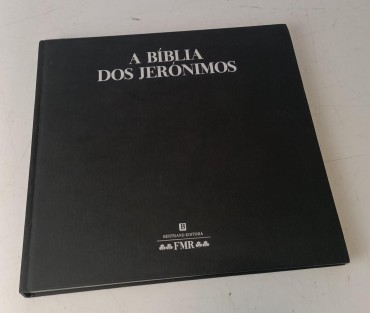 A BÍBLIA
DOS JERÓNIMOS
B
BERTRAND EDITORA
FMR